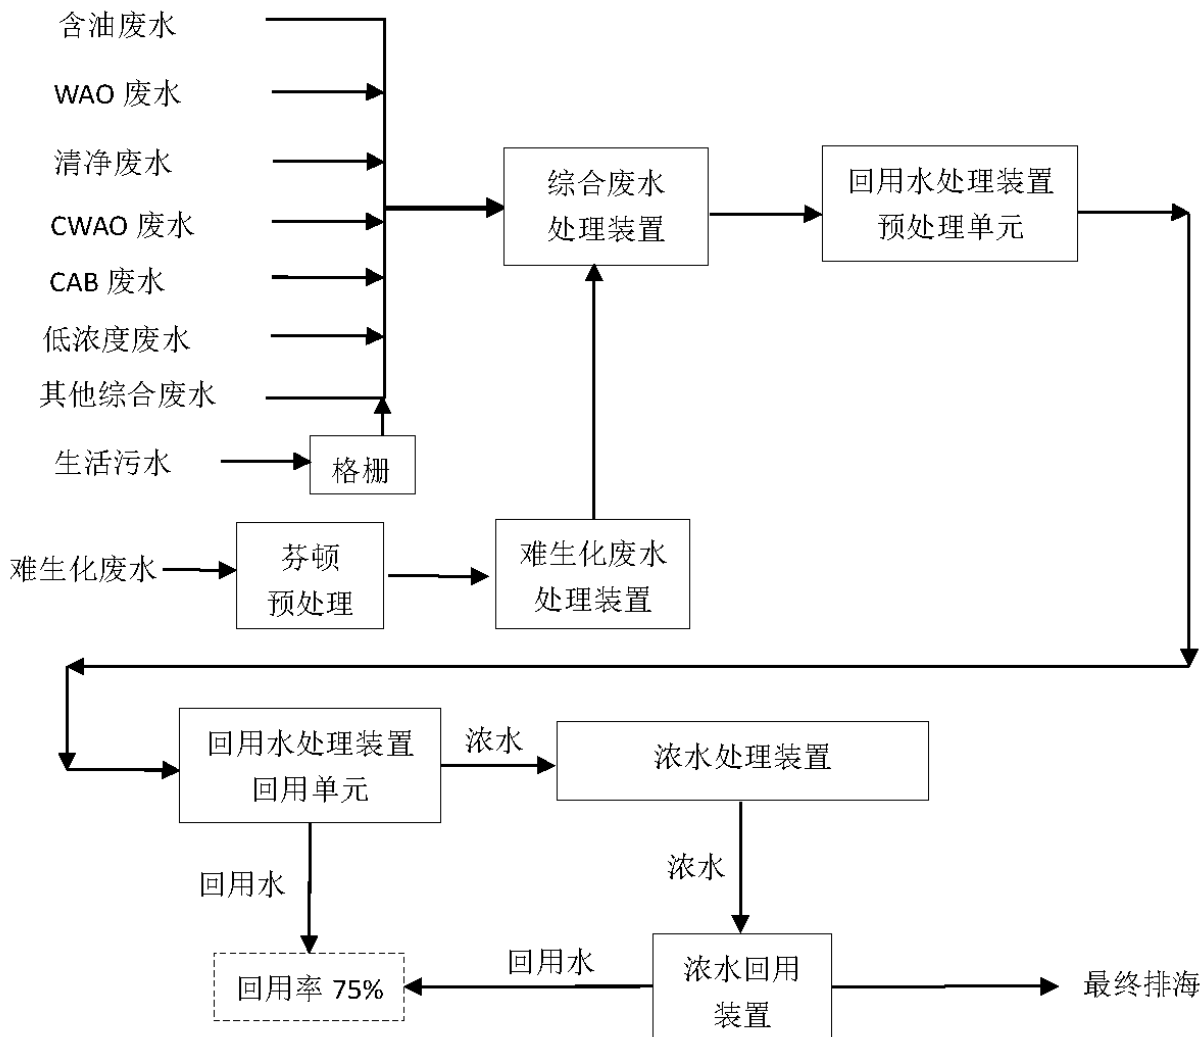 含油废水
WAO 废水
清净废水
CWAO 废水
CAB 废水
低浓度废水
其他综合废水
生活污水
格栅
综合废水
处理装置
回用水处理装置
预处理单元
难生化废水
芬顿
预处理
难生化废水
处理装置
回用水处理装置
回用单元
浓水
浓水处理装置
回用水
浓水
回用率 75%
回用水
浓水回用
装置
最终排海